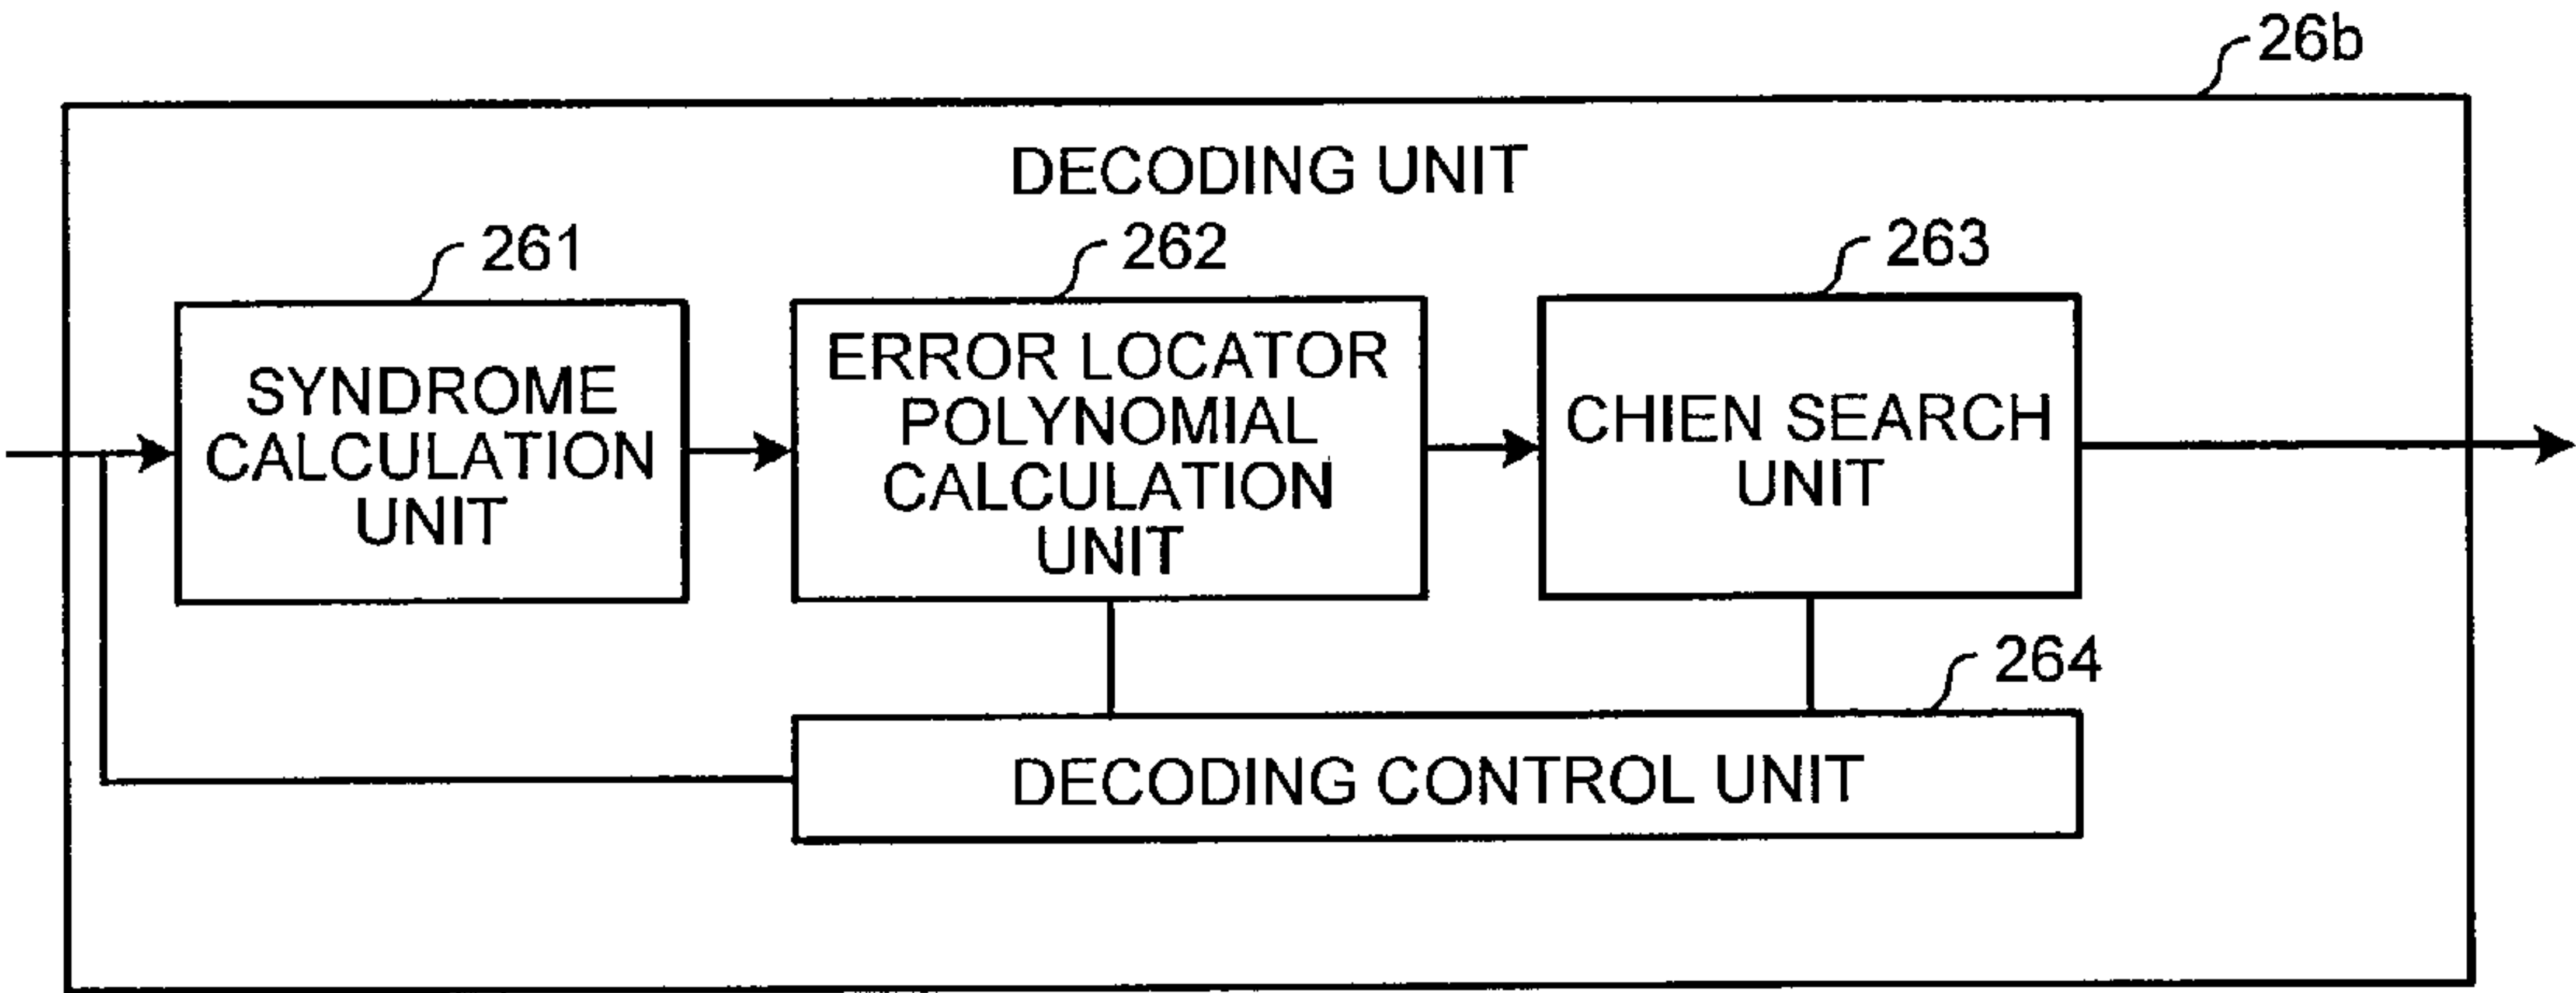 26b
DECODING UNIT
261
262
263
SYNDROME
CALCULATION
UNIT
ERROR LOCATOR
POLYNOMIAL
CALCULATION
UNIT
CHIEN SEARCH
UNIT
264
DECODING CONTROL UNIT